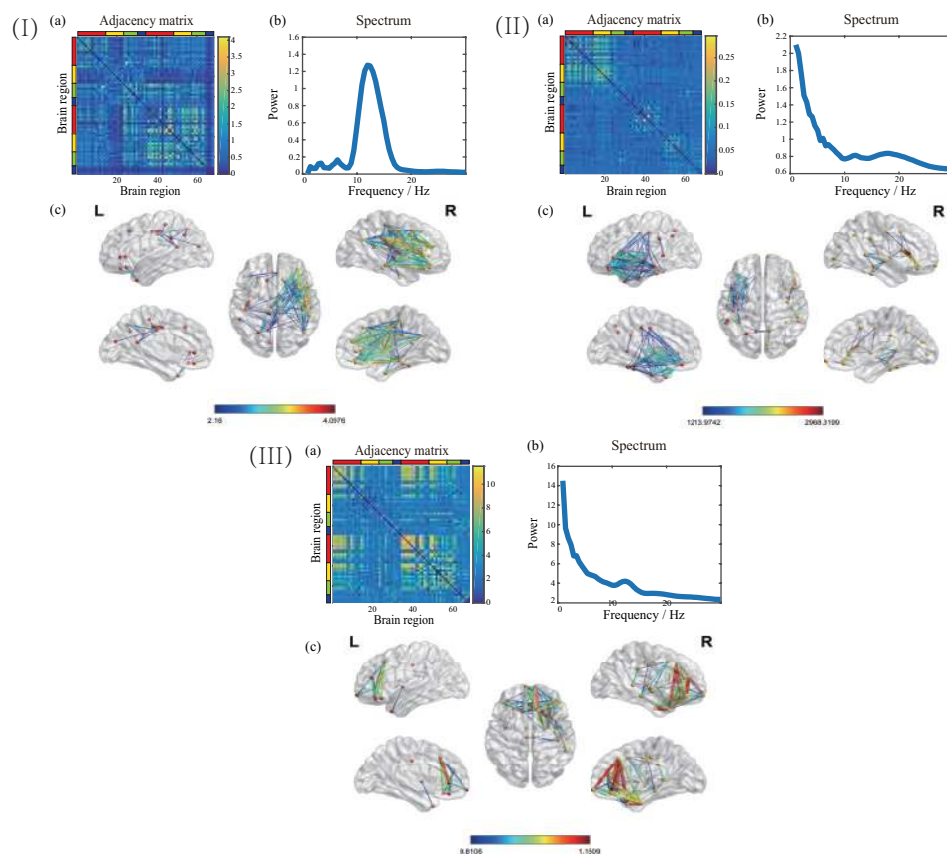 (I)
(a) Adjacency matrix
Brain region
20 40 60
Brain region
4
3.5
3
2.5
2
1.5
1
0.5
0
(b) Spectrum
Power
1.6
1.4
1.2
1.0
0.8
0.6
0.4
0.2
0
0 10 20
Frequency / Hz
(c)
L R
2.16 4.0976
(II)
(a) Adjacency matrix
Brain region
20 40 60
Brain region
0.25
0.2
0.15
0.1
0.05
0
(b) Spectrum
Power
2.2
2.0
1.8
1.6
1.4
1.2
1.0
0.8
0.6
0 10 20
Frequency / Hz
(c)
L R
1213.9742 2968.3199
(III)
(a) Adjacency matrix
Brain region
20 40 60
Brain region
10
8
6
4
2
0
(b) Spectrum
Power
16
14
12
10
8
6
4
2
0 10 20
Frequency / Hz
(c)
L R
9.8106 1.1509